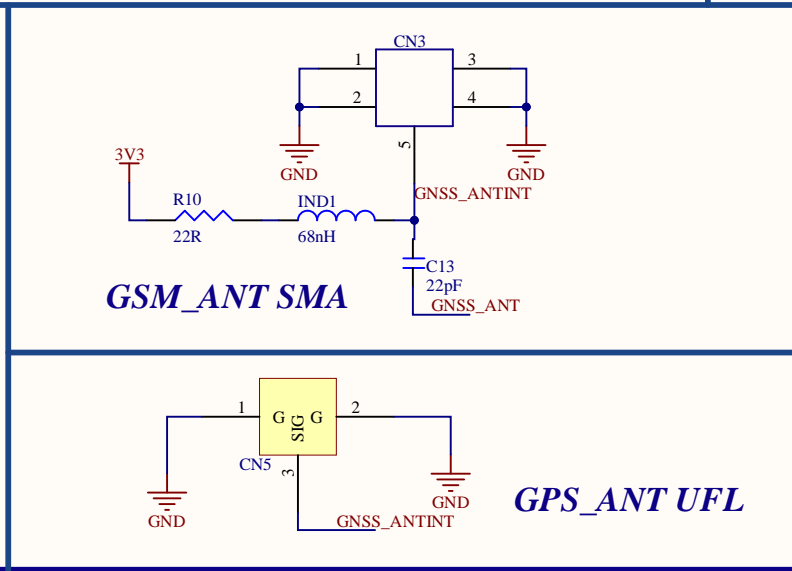 CN3
1
3
2
4
5
GND
GND
3V3
GNSS_ANTINT
R10
IND1
22R
68nH
C13
22pF
GSM_ANT SMA
GNSS_ANT
1
2
G SIG G
CN5
3
GND
GND
GPS_ANT UFL
GNSS_ANTINT